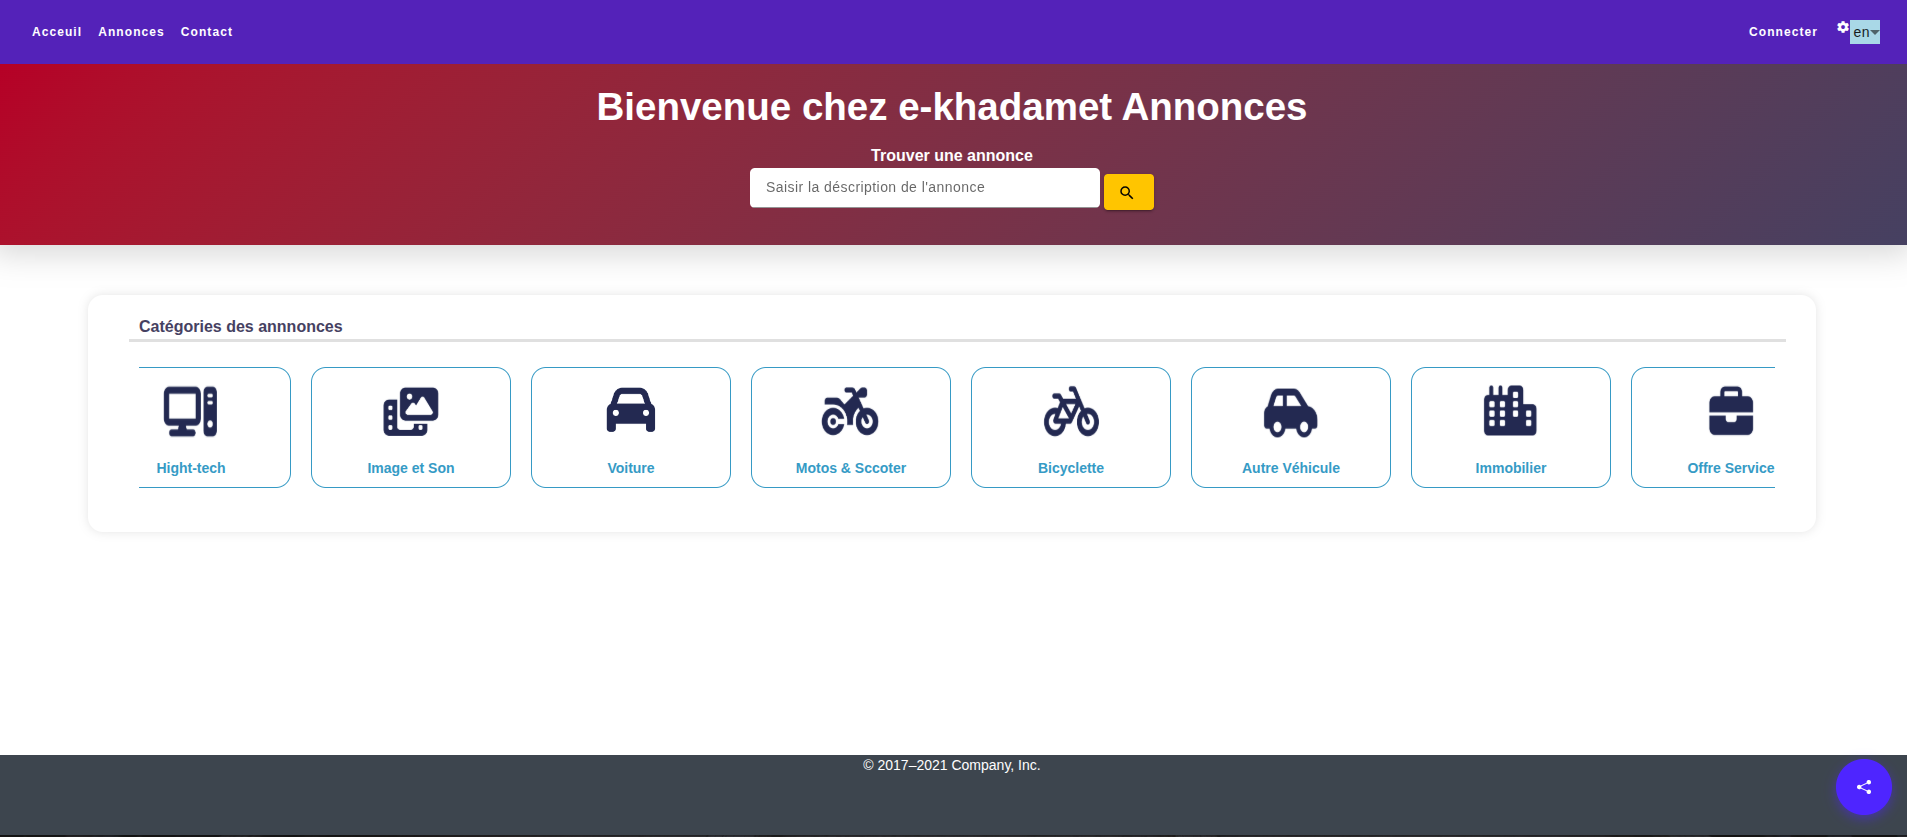 Acceuil Annonces Contact Connecter en
Bienvenue chez e-khadamet Annonces
Trouver une annonce
Saisir la déscription de l'annonce
Catégories des annnonces
Hight-tech Image et Son Voiture Motos & Sccoter Bicyclette Autre Véhicule Immobilier Offre Service
© 2017–2021 Company, Inc.